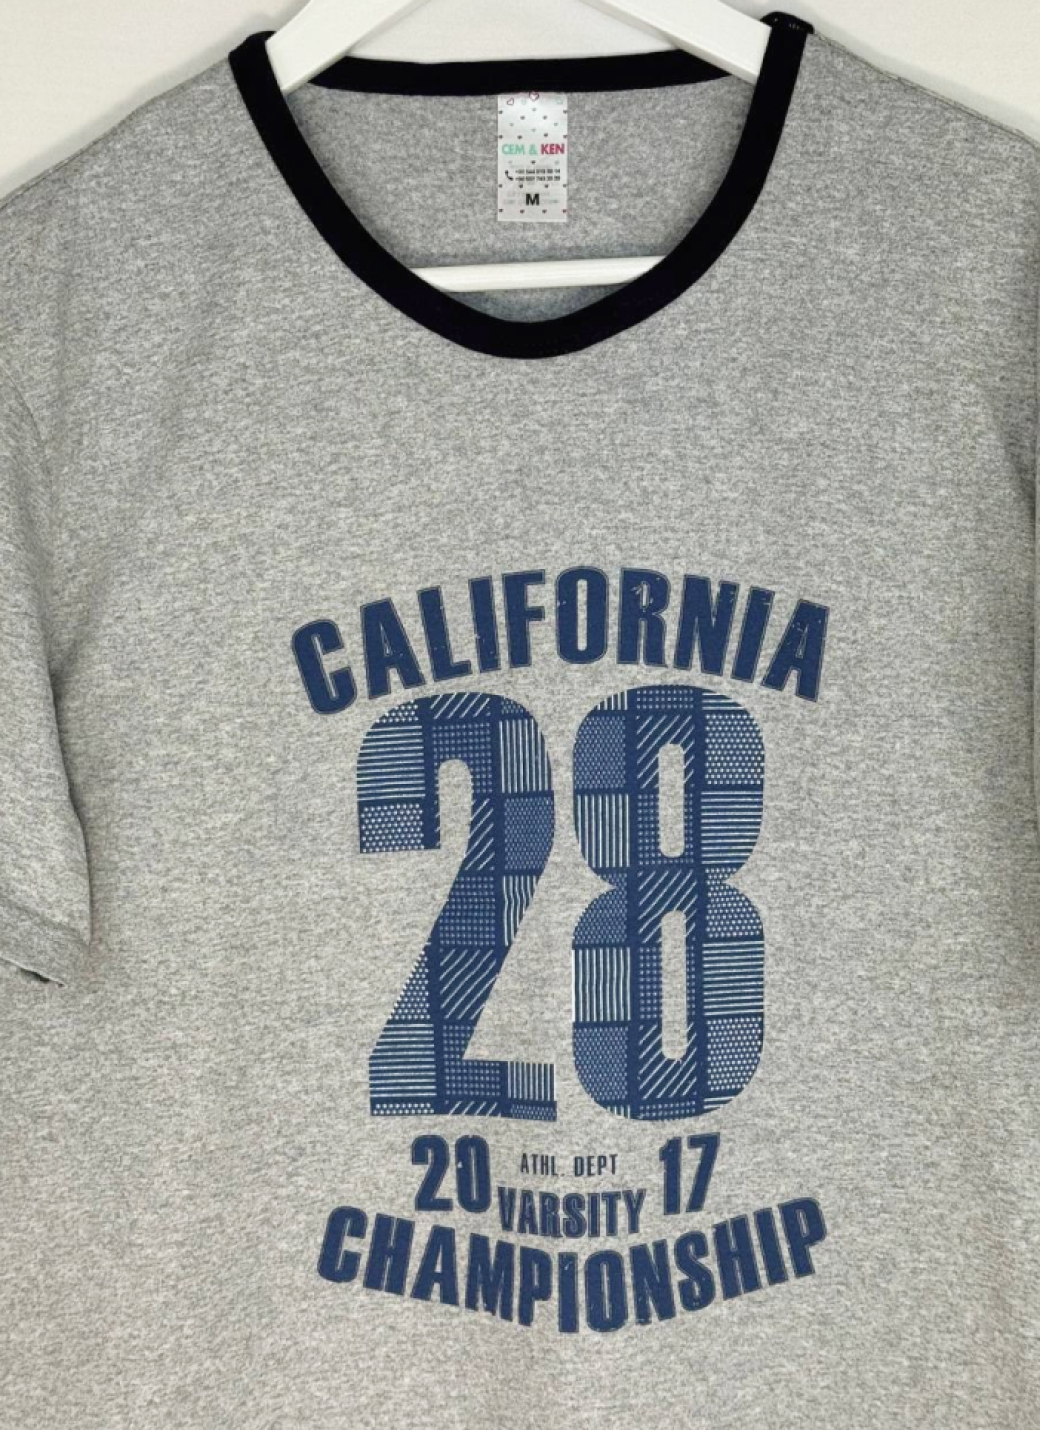 CEM & KEN
M
CALIFORNIA
28
20 ATHL. DEPT 17
VARSITY
CHAMPIONSHIP